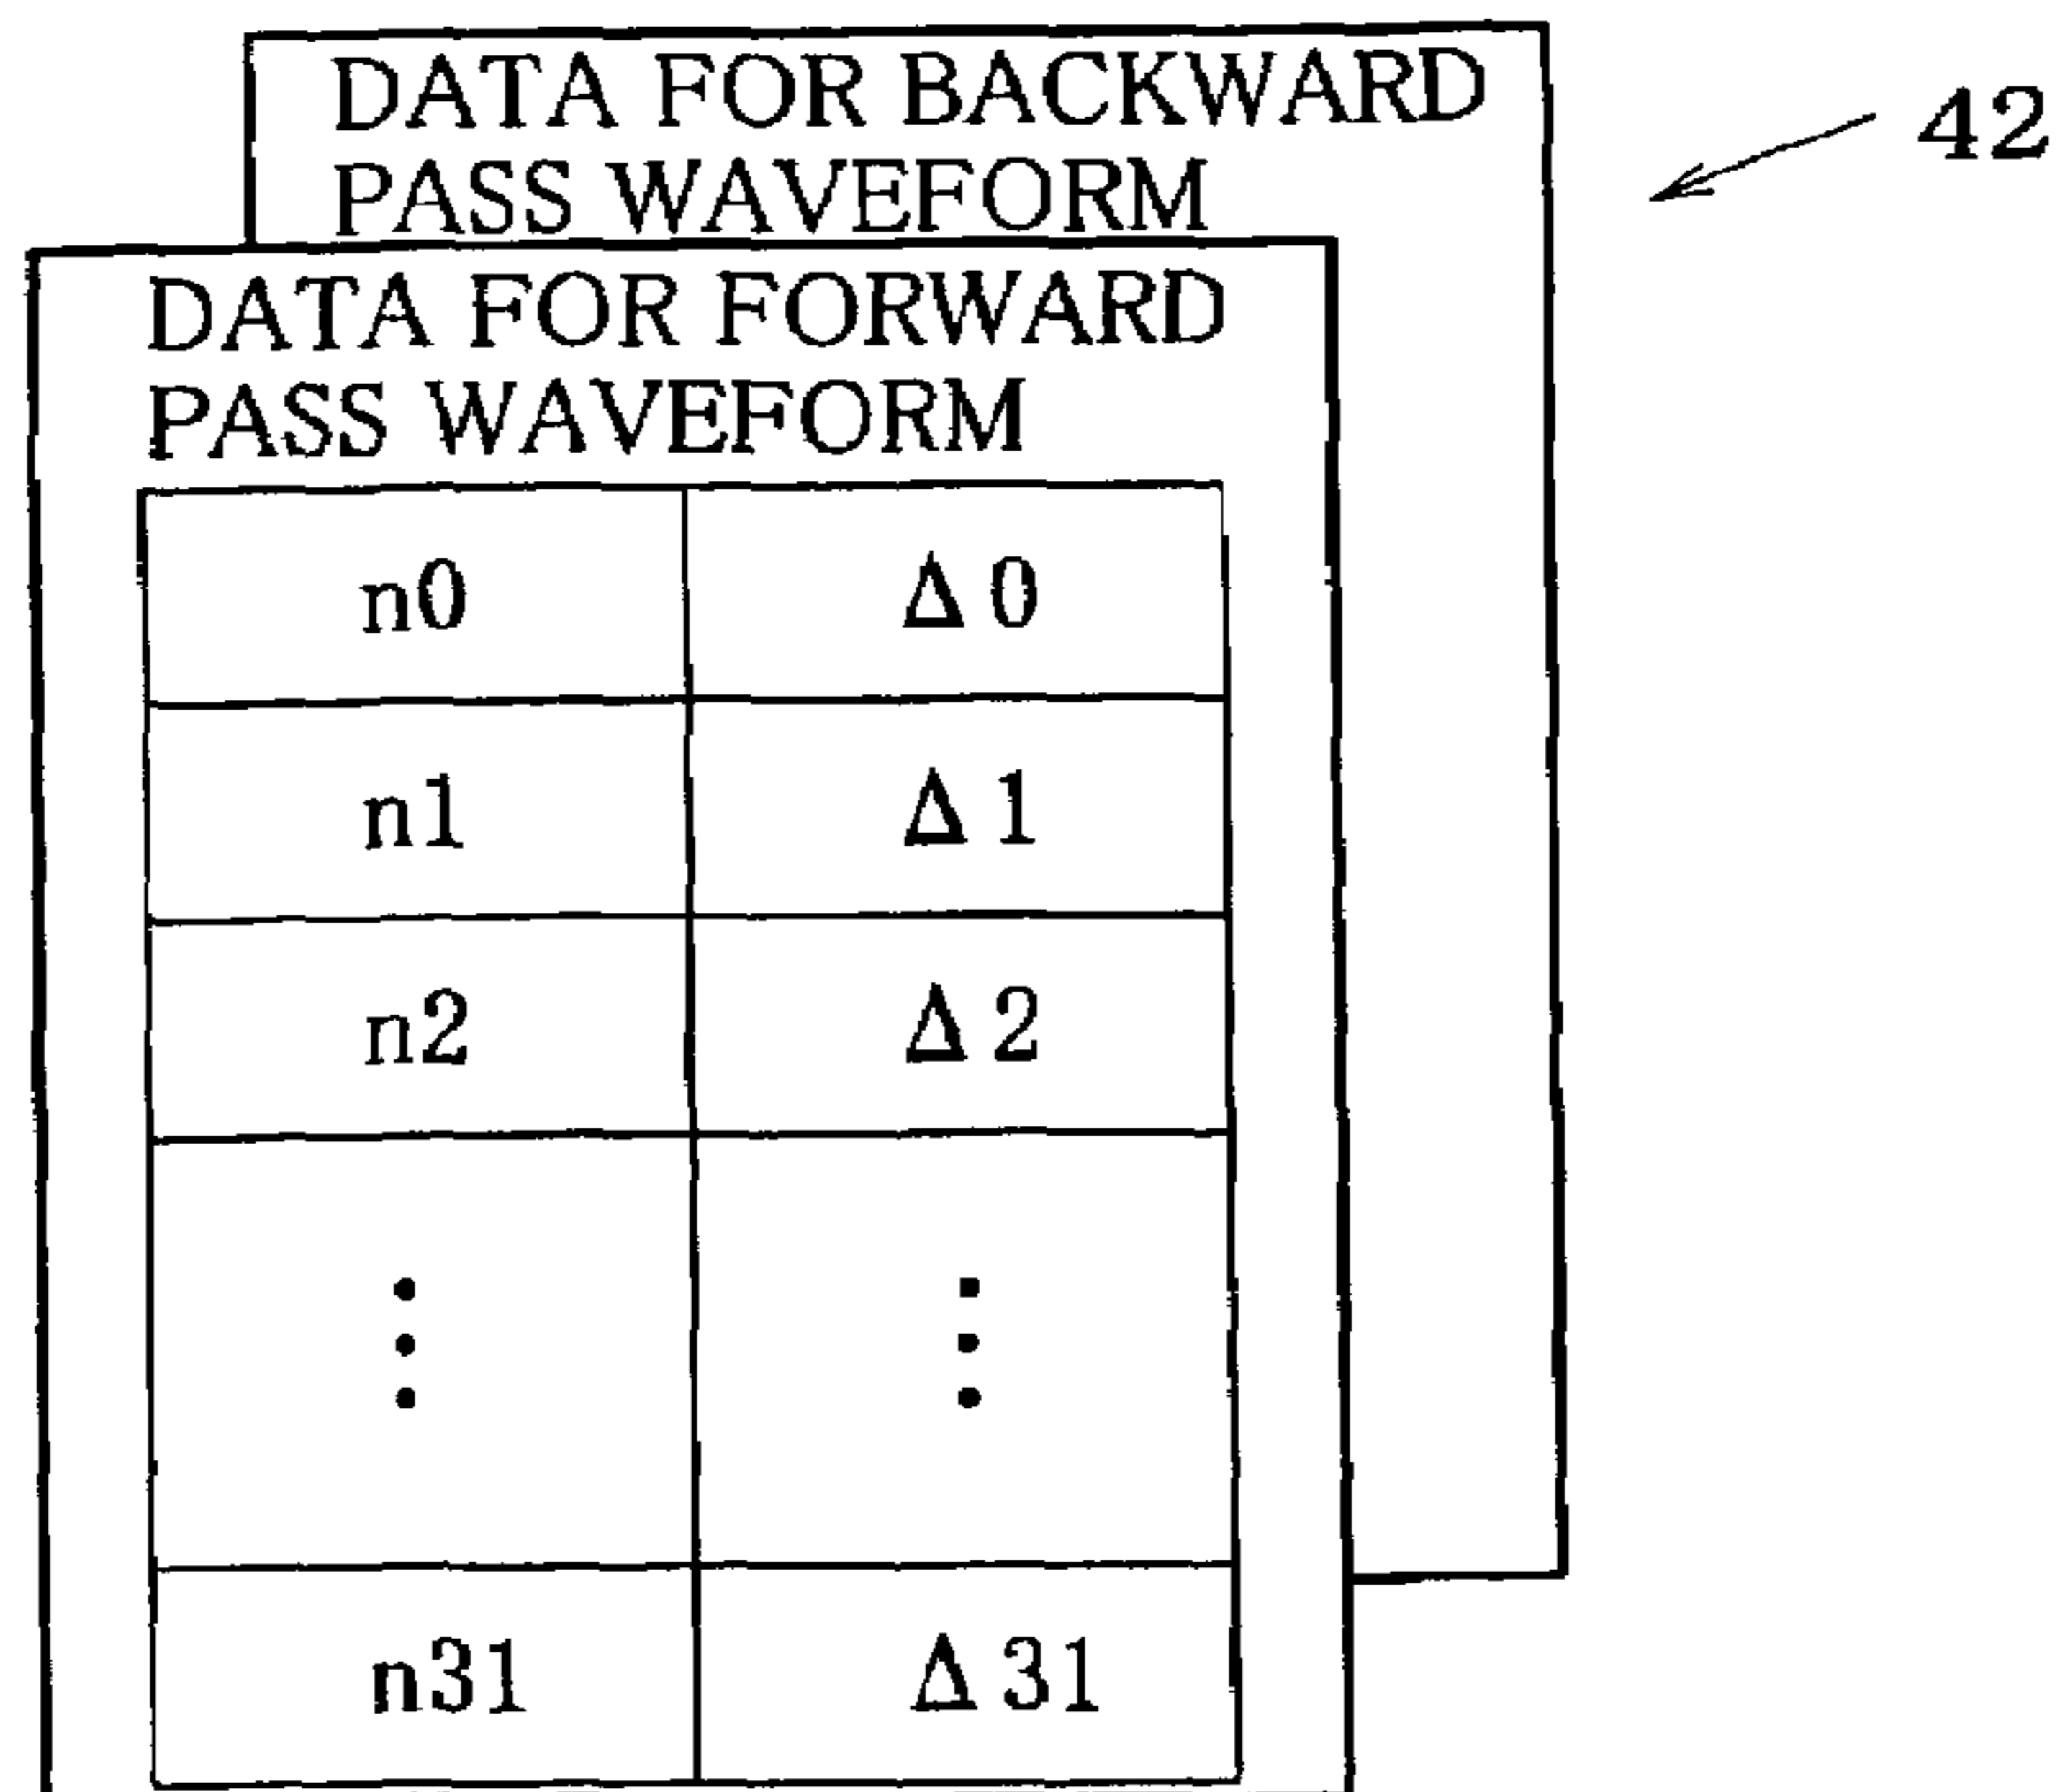 DATA FOR BACKWARD
PASS WAVEFORM
42
DATA FOR FORWARD
PASS WAVEFORM
n0 Δ0
n1 Δ1
n2 Δ2
n31 Δ31